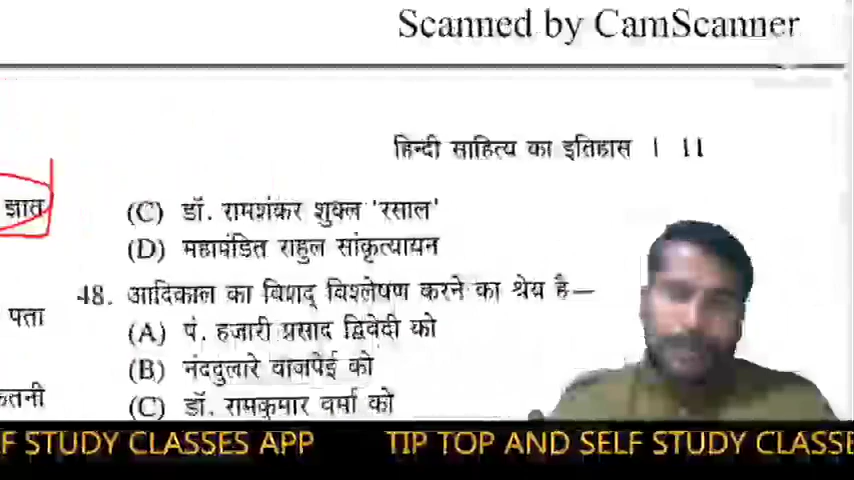 Scanned by CamScanner
हिन्दी साहित्य का इतिहास | 11
ज्ञात
(C) डॉ. रामशंकर शुक्ल 'रसाल'
(D) महापंडित राहुल सांकृत्यायन
48. आदिकाल का विशद् विश्लेषण करने का श्रेय है—
पता
(A) पं. हजारी प्रसाद द्विवेदी को
(B) नंददुलारे वाजपेई को
(C) डॉ. रामकुमार वर्मा को
F STUDY CLASSES APP TIP TOP AND SELF STUDY CLASSE